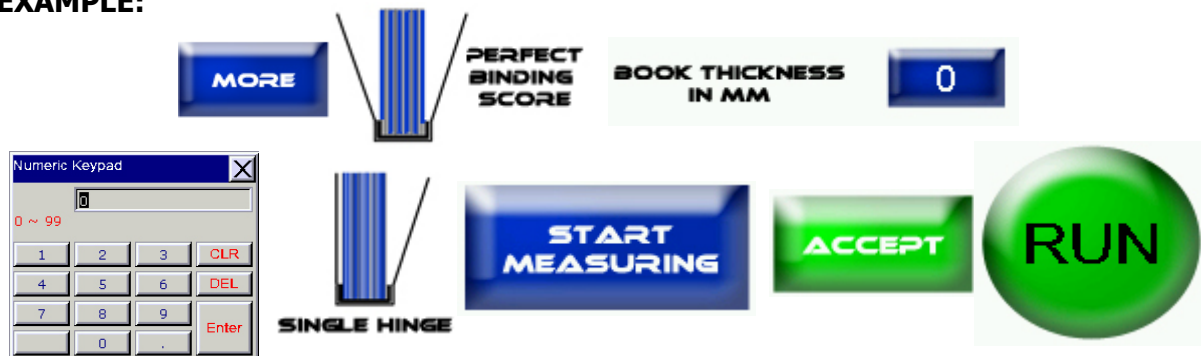 EXAMPLE:
MORE
PERFECT
BINDING
SCORE
BOOK THICKNESS
IN MM
0
Numeric Keypad
0
0 ~ 99
1 2 3 CLR
4 5 6 DEL
7 8 9 Enter
0 .
SINGLE HINGE
START
MEASURING
ACCEPT
RUN